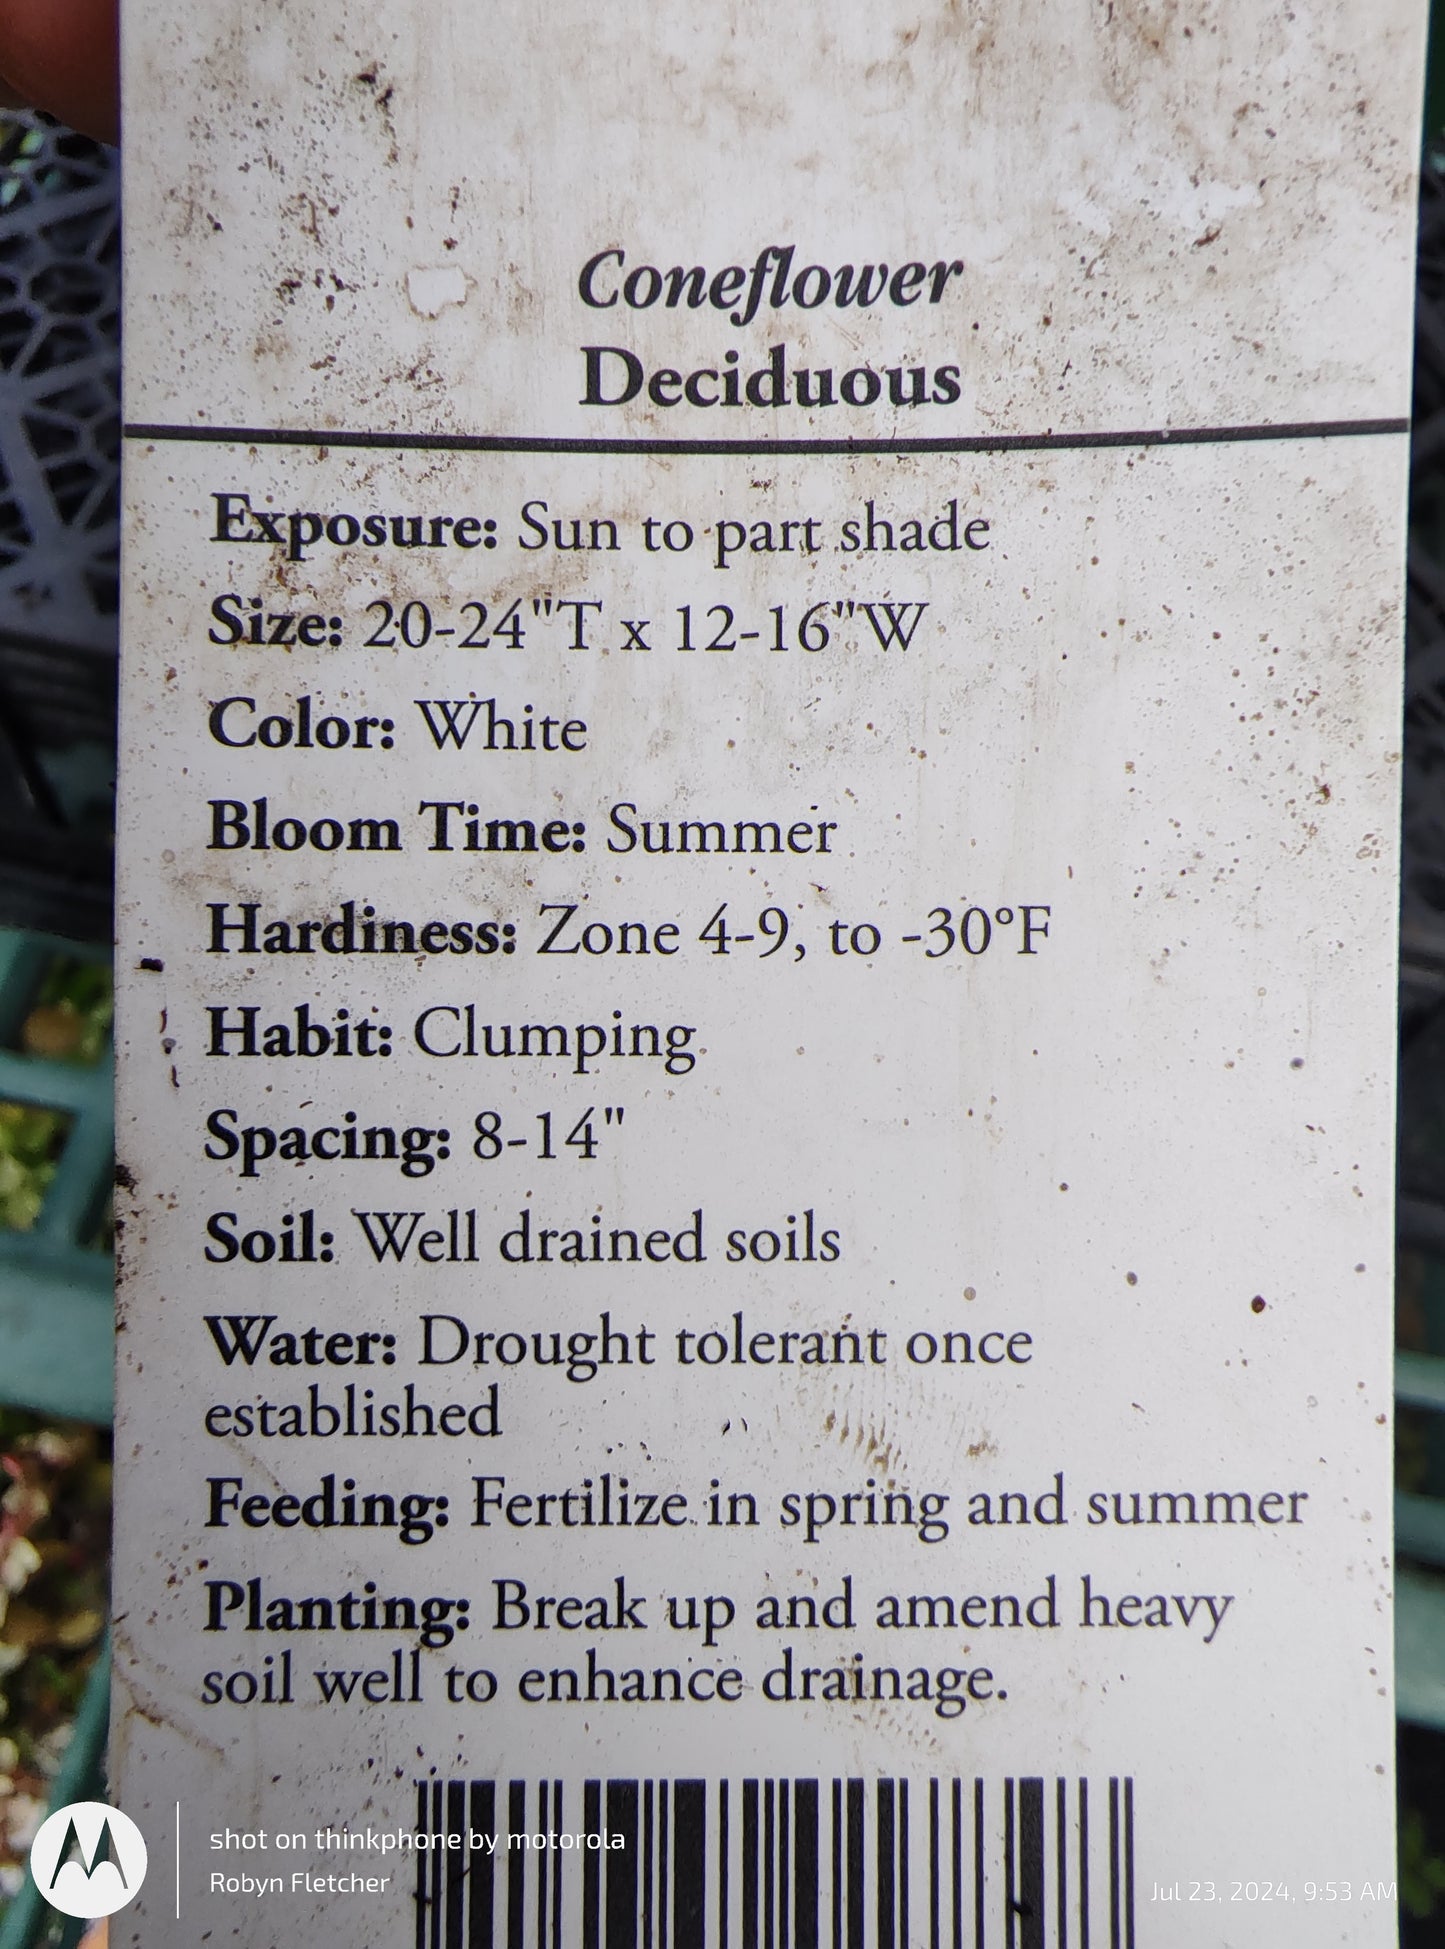 Coneflower
Deciduous
Exposure: Sun to part shade
Size: 20-24"T x 12-16"W
Color: White
Bloom Time: Summer
Hardiness: Zone 4-9, to -30°F
Habit: Clumping
Spacing: 8-14"
Soil: Well drained soils
Water: Drought tolerant once
established
Feeding: Fertilize in spring and summer
Planting: Break up and amend heavy
soil well to enhance drainage.
shot on thinkphone by motorola
Robyn Fletcher
Jul 23, 2024, 9:53 AM